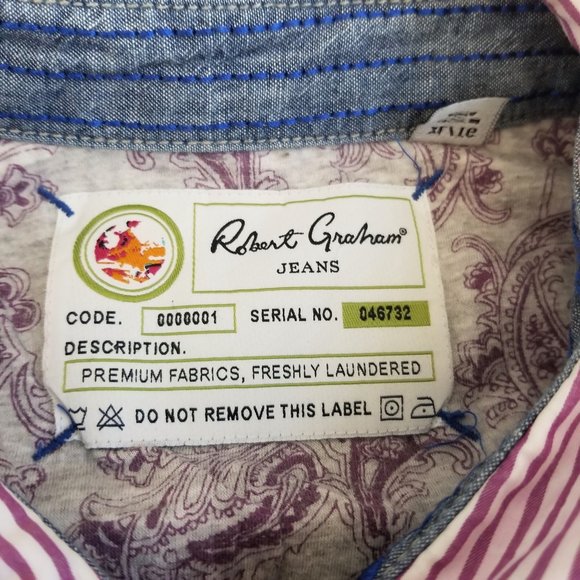 Robert Graham®
JEANS
CODE. 0000001 SERIAL NO. 046732
DESCRIPTION.
PREMIUM FABRICS, FRESHLY LAUNDERED
DO NOT REMOVE THIS LABEL